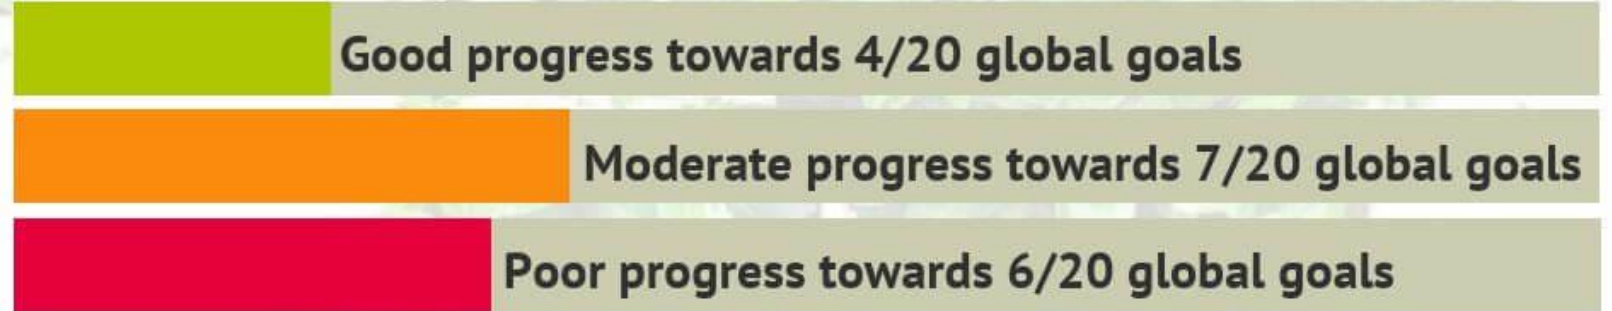 Good progress towards 4/20 global goals
Moderate progress towards 7/20 global goals
Poor progress towards 6/20 global goals